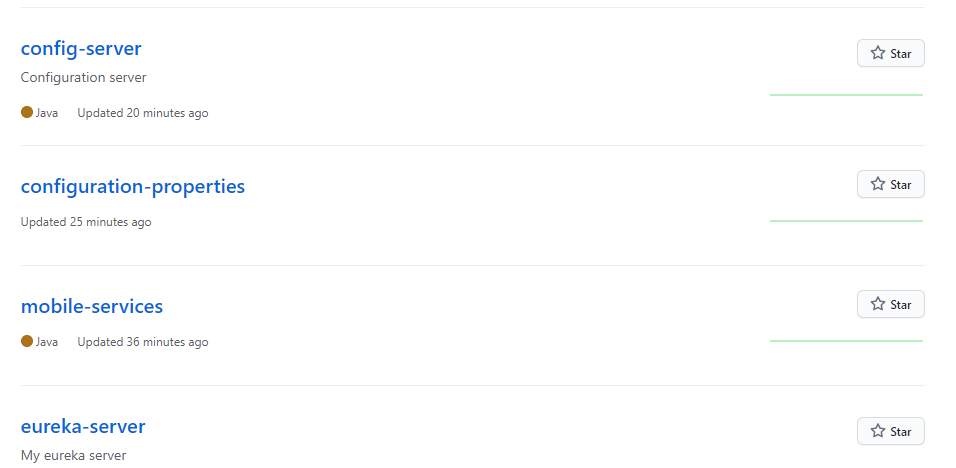 config-server
Star
Configuration server
Java Updated 20 minutes ago
configuration-properties
Star
Updated 25 minutes ago
mobile-services
Star
Java Updated 36 minutes ago
eureka-server
Star
My eureka server